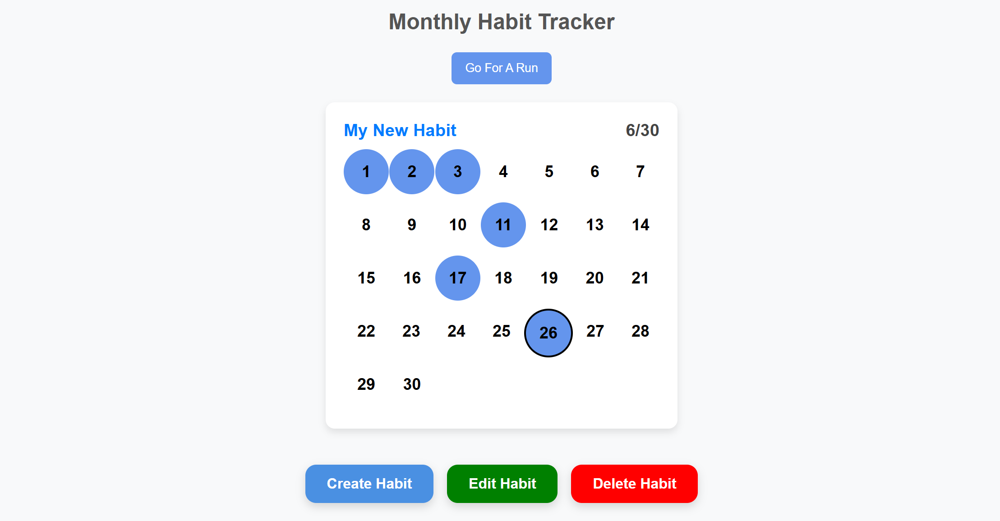 Monthly Habit Tracker
Go For A Run
My New Habit 6/30
1 2 3 4 5 6 7
8 9 10 11 12 13 14
15 16 17 18 19 20 21
22 23 24 25 26 27 28
29 30
Create Habit Edit Habit Delete Habit